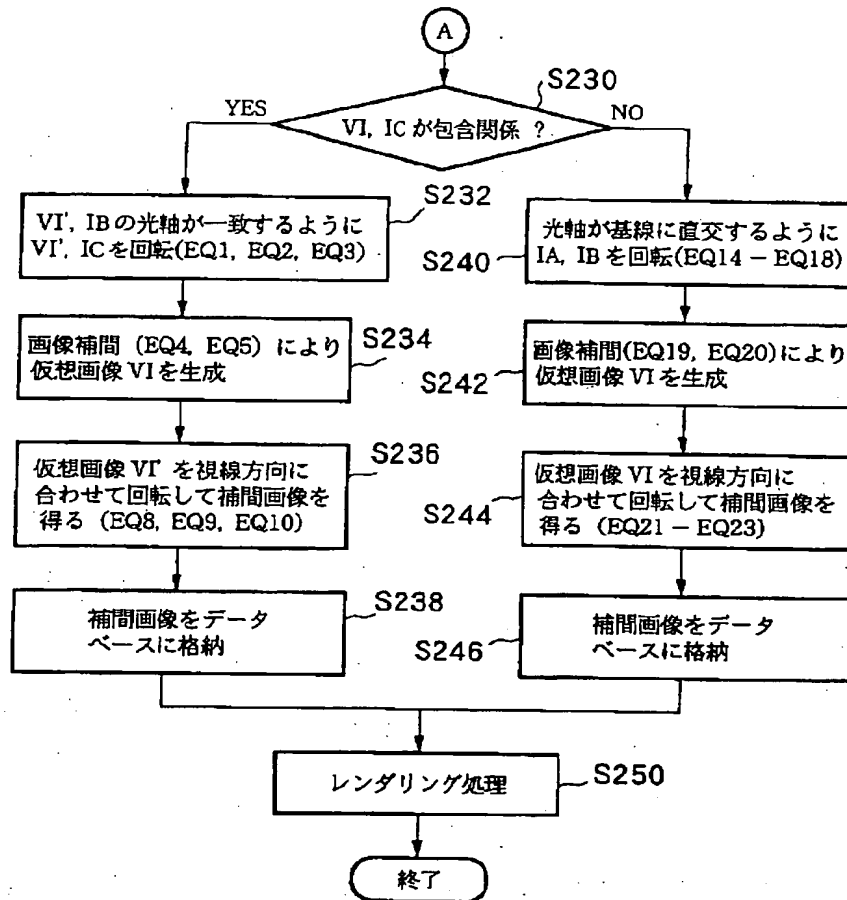 A
S230
YES
NO
VI, ICが包含関係 ?
S232
VI', IBの光軸が一致するように
VI', ICを回転(EQ1, EQ2, EQ3)
S234
画像補間 (EQ4, EQ5) により
仮想画像VIを生成
S236
仮想画像VI'を視線方向に
合わせて回転して補間画像を
得る (EQ8, EQ9, EQ10)
S238
補間画像をデータ
ベースに格納
S240
光軸が基線に直交するように
IA, IBを回転(EQ14－EQ18)
S242
画像補間(EQ19, EQ20)により
仮想画像VIを生成
S244
仮想画像VIを視線方向に
合わせて回転して補間画像を
得る (EQ21－EQ23)
S246
補間画像をデータ
ベースに格納
S250
レンダリング処理
終了